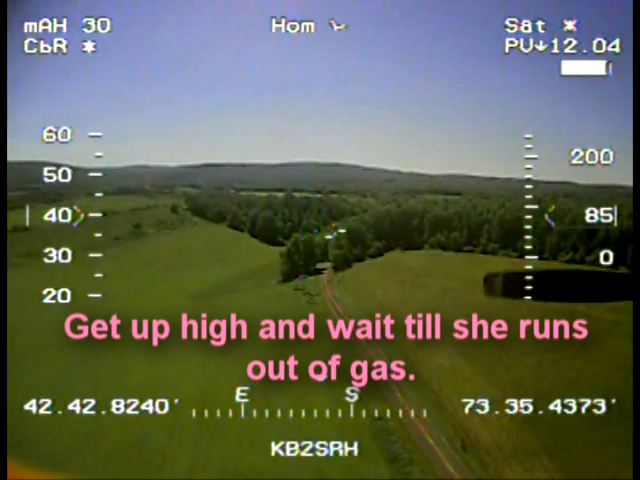 mAH 30 Hom Sat *
CbR * PV↓12.04
60
50 200
40 85
30 0
20
Get up high and wait till she runs
out of gas.
E S
42.42.8240' 73.35.4373'
KB2SRH